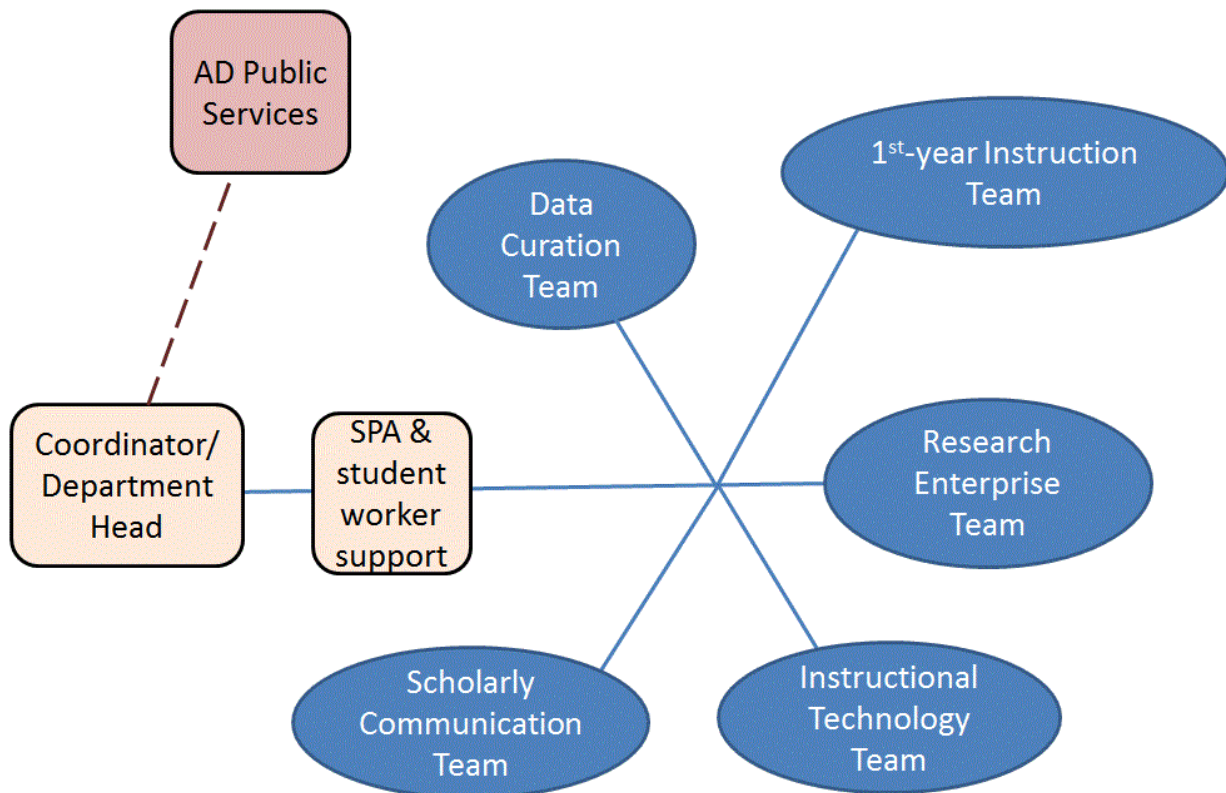 AD Public
Services
1st-year Instruction
Team
Data
Curation
Team
Coordinator/
Department
Head
SPA &
student
worker
support
Research
Enterprise
Team
Scholarly
Communication
Team
Instructional
Technology
Team